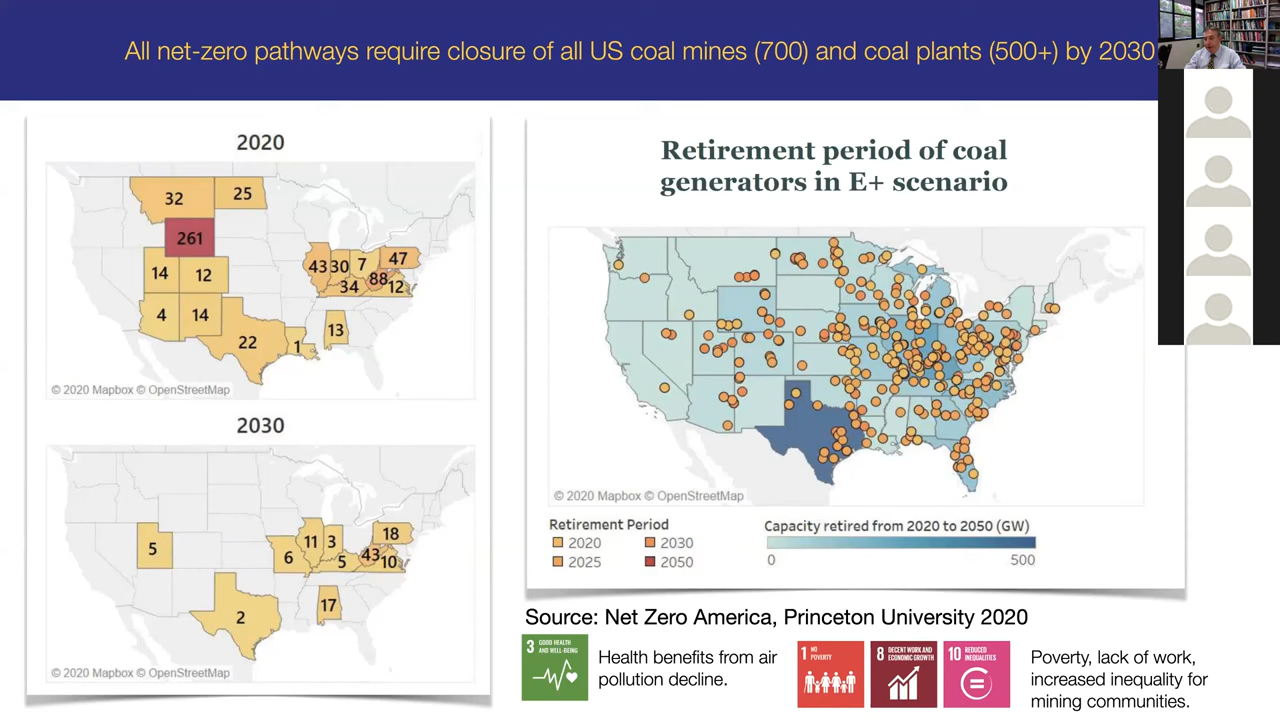 All net-zero pathways require closure of all US coal mines (700) and coal plants (500+) by 2030
2020
32
25
261
14
12
43
30
7
47
88
34
12
4
14
22
1
13
© 2020 Mapbox © OpenStreetMap
2030
5
6
11
3
5
43
18
10
2
17
© 2020 Mapbox © OpenStreetMap
Retirement period of coal
generators in E+ scenario
© 2020 Mapbox © OpenStreetMap
Retirement Period
2020
2030
2025
2050
Capacity retired from 2020 to 2050 (GW)
0
500
Source: Net Zero America, Princeton University 2020
3 GOOD HEALTH
AND WELL-BEING
Health benefits from air
pollution decline.
1 NO
POVERTY
8 DECENT WORK AND
ECONOMIC GROWTH
10 REDUCED
INEQUALITIES
Poverty, lack of work,
increased inequality for
mining communities.